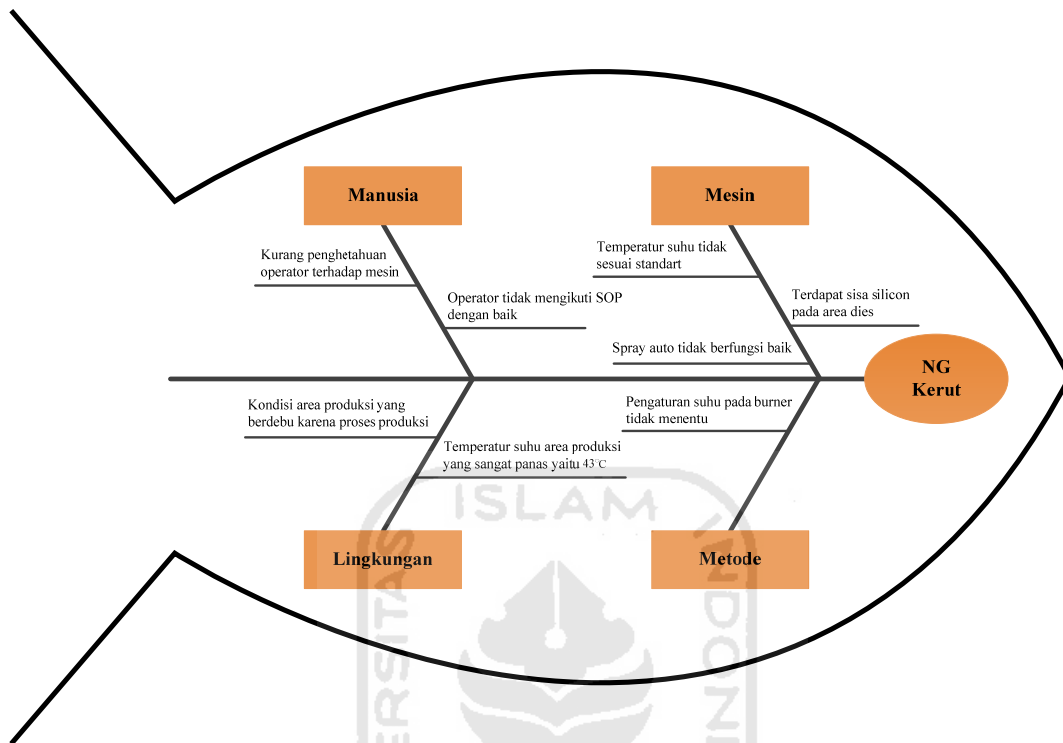 Manusia
Mesin
Kurang penghetahuan
operator terhadap mesin
Operator tidak mengikuti SOP
dengan baik
Temperatur suhu tidak
sesuai standart
Terdapat sisa silicon
pada area dies
Spray auto tidak berfungsi baik
NG
Kerut
Kondisi area produksi yang
berdebu karena proses produksi
Temperatur suhu area produksi
yang sangat panas yaitu 43°C
Pengaturan suhu pada burner
tidak menentu
Lingkungan
Metode
ISLAM